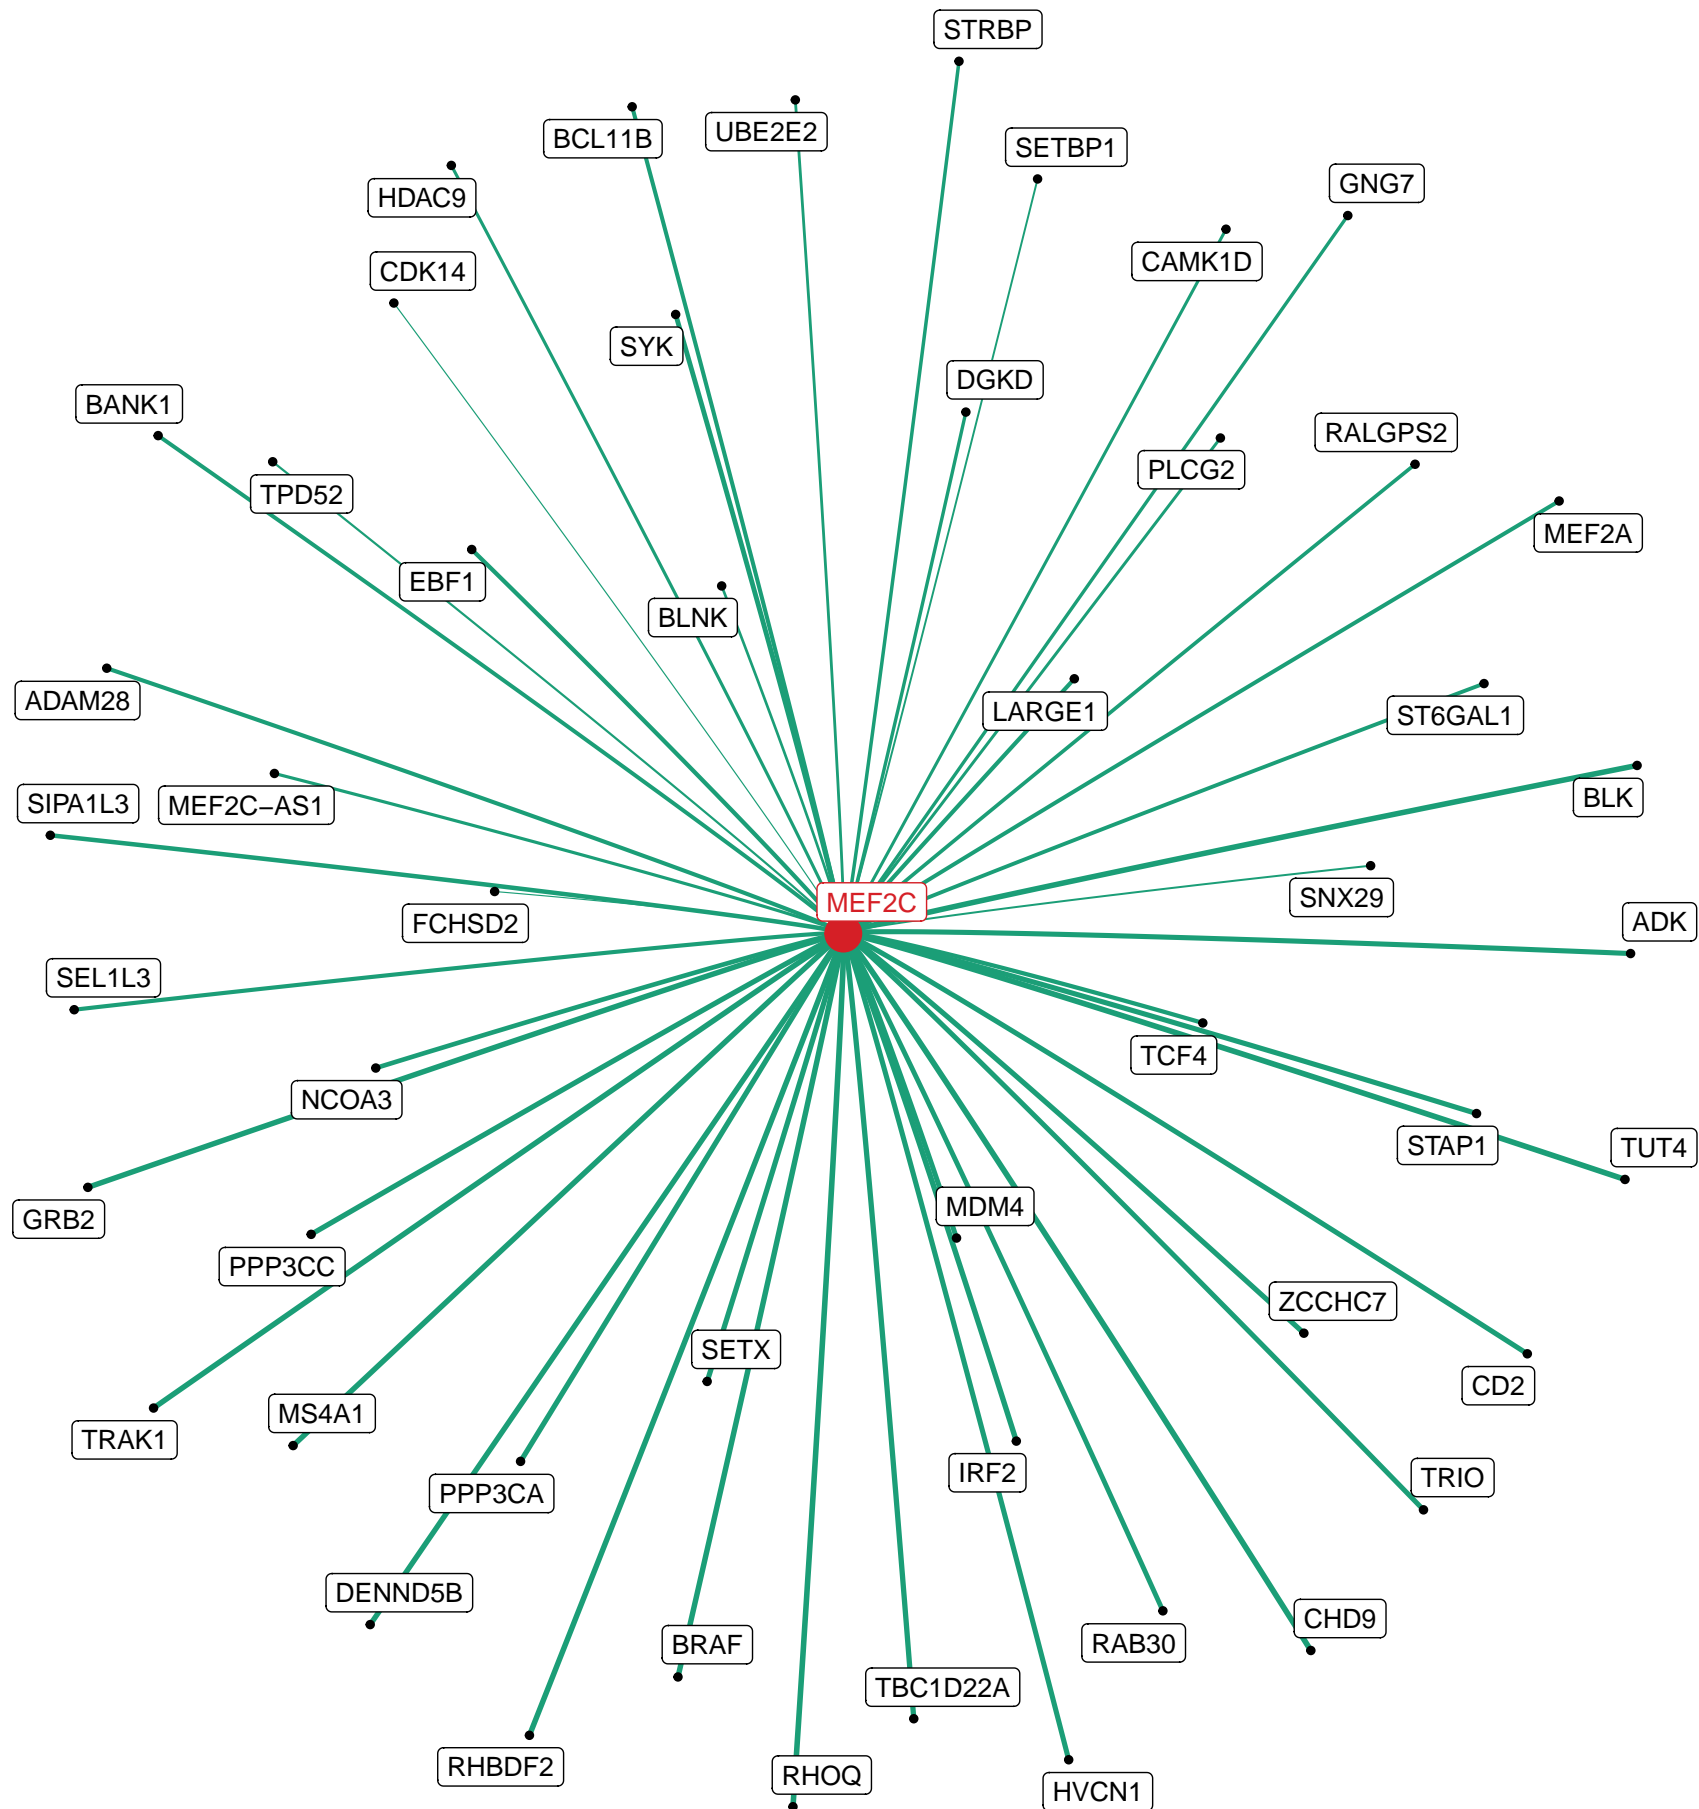 STRBP
BCL11B
UBE2E2
SETBP1
GNG7
HDAC9
CAMK1D
CDK14
SYK
DGKD
BANK1
RALGPS2
PLCG2
TPD52
MEF2A
EBF1
BLNK
ADAM28
LARGE1
ST6GAL1
SIPA1L3
MEF2C−AS1
BLK
SNX29
MEF2C
FCHSD2
ADK
SEL1L3
TCF4
NCOA3
STAP1
TUT4
MDM4
GRB2
PPP3CC
ZCCHC7
SETX
CD2
MS4A1
TRAK1
IRF2
TRIO
PPP3CA
DENND5B
CHD9
BRAF
RAB30
TBC1D22A
RHBDF2
RHOQ
HVCN1